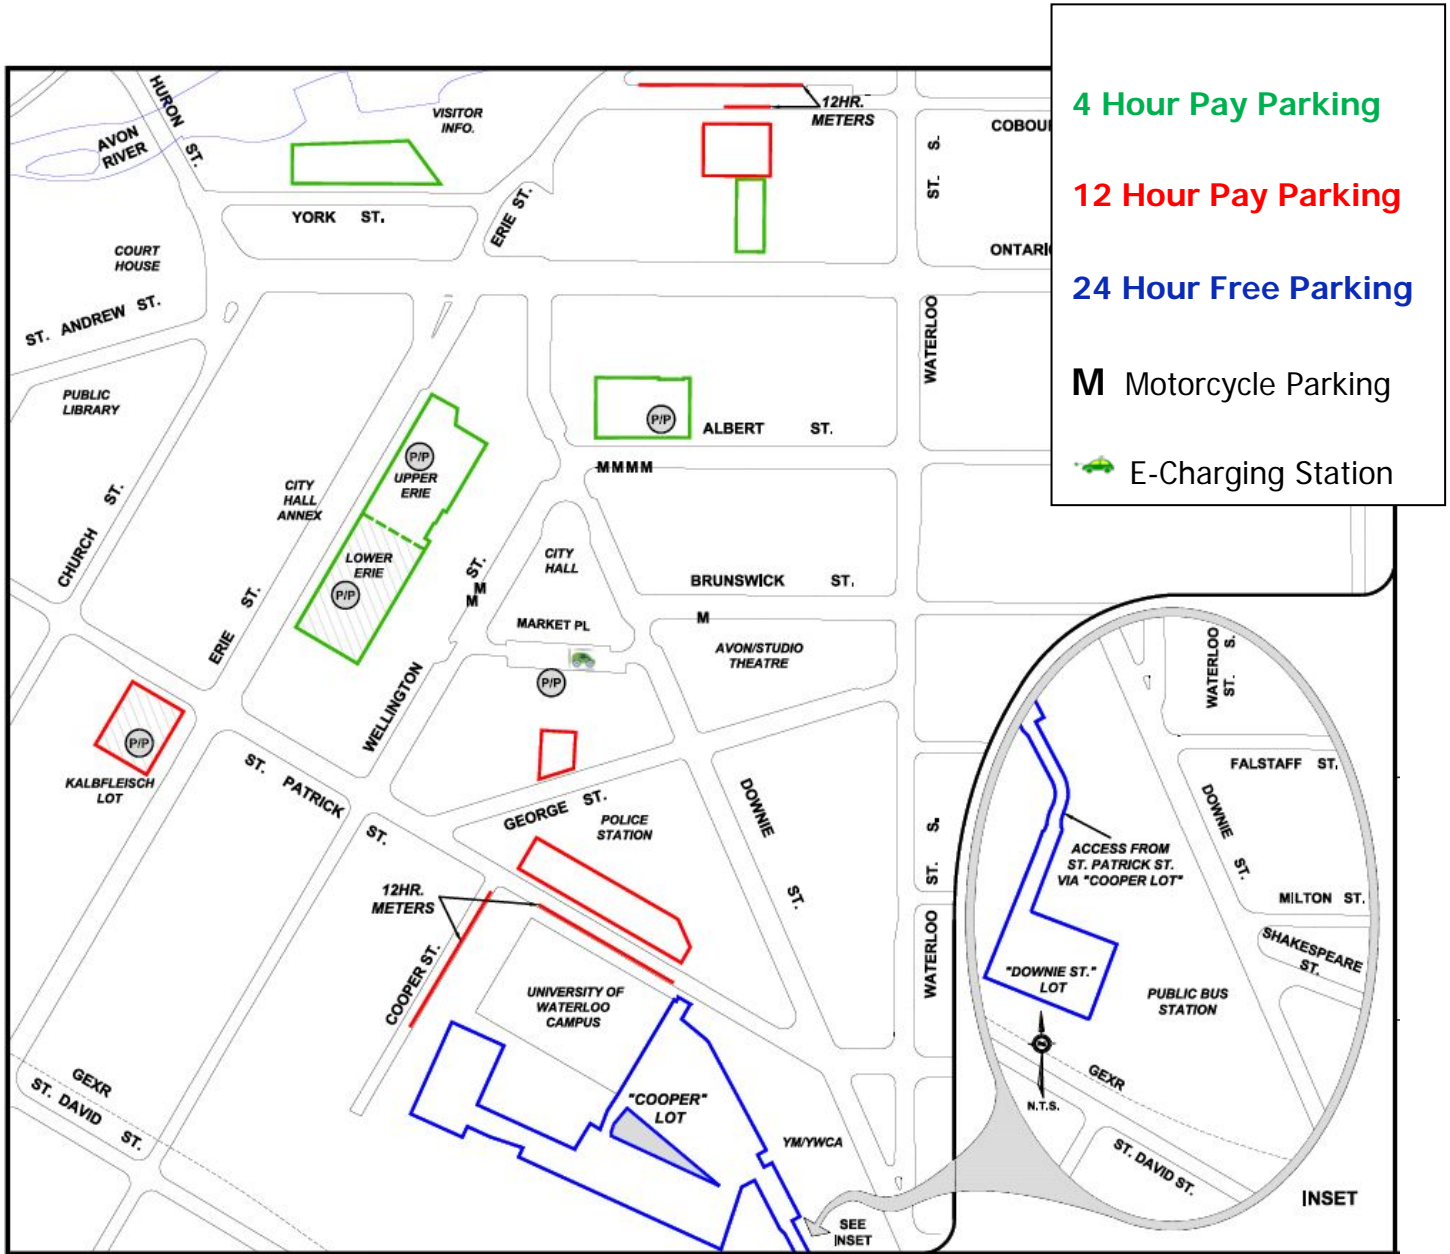 4 Hour Pay Parking
12 Hour Pay Parking
24 Hour Free Parking
M Motorcycle Parking
E-Charging Station
HURON ST.
AVON
RIVER
VISITOR
INFO.
12HR.
METERS
YORK ST.
ERIE ST.
ST. S.
COBOU
ONTARIO
COURT
HOUSE
ST. ANDREW ST.
PUBLIC
LIBRARY
WATERLOO
P/P
ALBERT ST.
MMMM
P/P
UPPER
ERIE
CITY
HALL
ANNEX
LOWER
ERIE
P/P
CHURCH ST.
ERIE ST.
ST.
M
M
WELLINGTON
CITY
HALL
MARKET PL
P/P
BRUNSWICK ST.
M
AVON/STUDIO
THEATRE
P/P
KALBFLEISCH
LOT
ST. PATRICK ST.
GEORGE ST.
POLICE
STATION
DOWNIE ST.
ST. S.
WATERLOO
12HR.
METERS
COOPER ST.
UNIVERSITY OF
WATERLOO
CAMPUS
"COOPER"
LOT
YM/YWCA
GEXR
ST. DAVID ST.
SEE
INSET
WATERLOO
ST. S.
FALSTAFF ST.
DOWNIE ST.
MILTON ST.
SHAKESPEARE
ST.
ACCESS FROM
ST. PATRICK ST.
VIA "COOPER LOT"
"DOWNIE ST."
LOT
PUBLIC BUS
STATION
GEXR
N.T.S.
ST. DAVID ST.
INSET